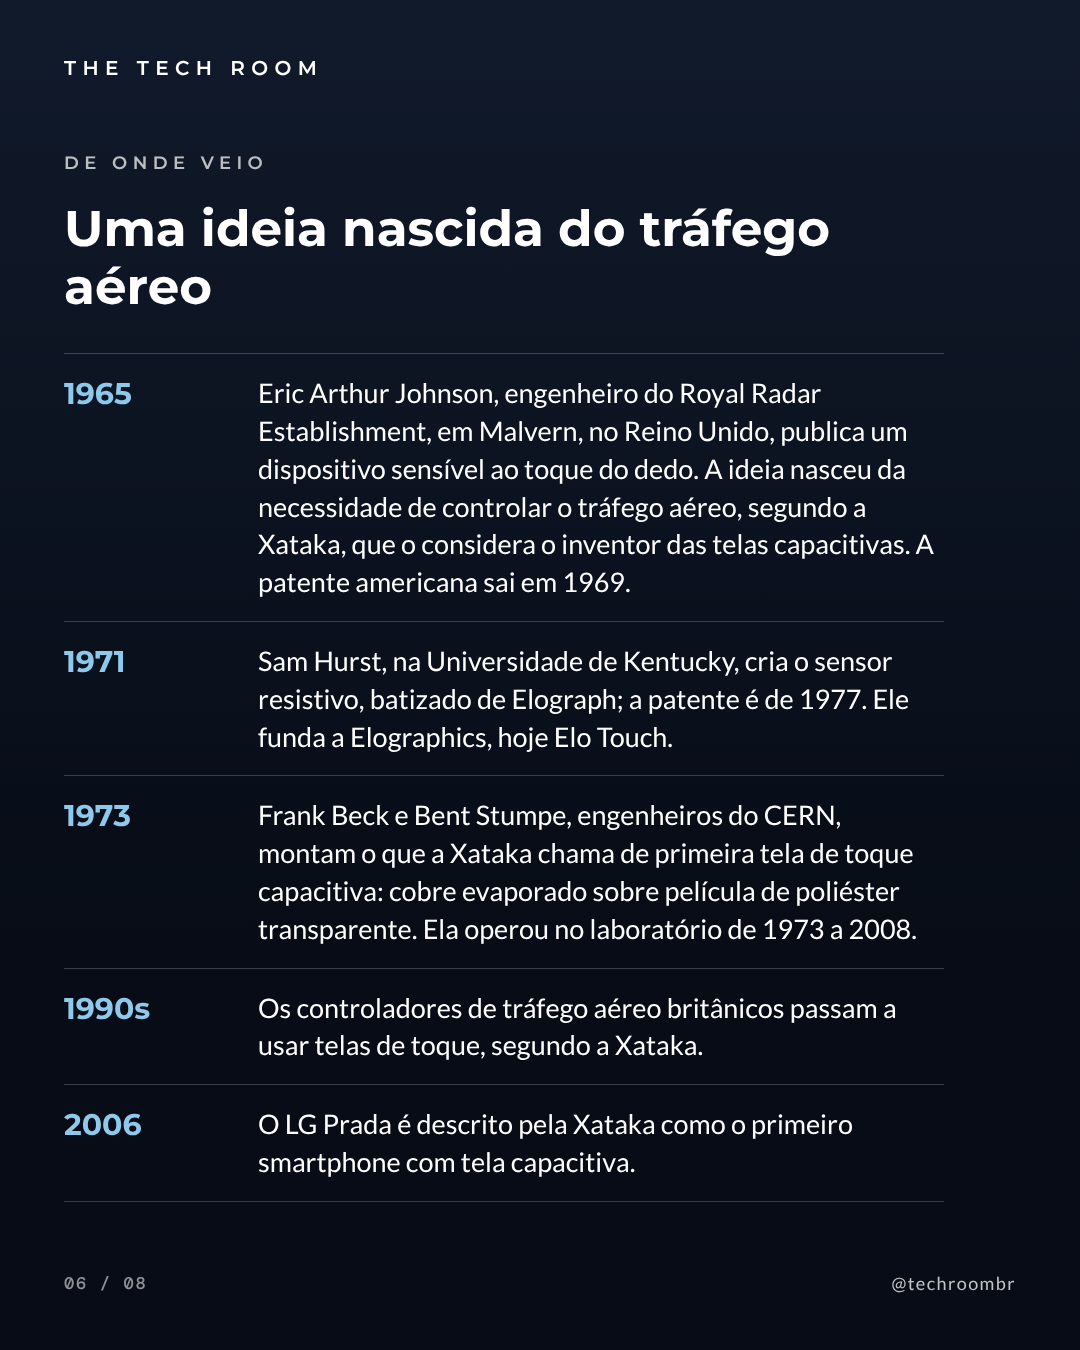 THE TECH ROOM
DE ONDE VEIO
Uma ideia nascida do tráfego
aéreo
1965
Eric Arthur Johnson, engenheiro do Royal Radar
Establishment, em Malvern, no Reino Unido, publica um
dispositivo sensível ao toque do dedo. A ideia nasceu da
necessidade de controlar o tráfego aéreo, segundo a
Xataka, que o considera o inventor das telas capacitivas. A
patente americana sai em 1969.
1971
Sam Hurst, na Universidade de Kentucky, cria o sensor
resistivo, batizado de Elograph; a patente é de 1977. Ele
funda a Elographics, hoje Elo Touch.
1973
Frank Beck e Bent Stumpe, engenheiros do CERN,
montam o que a Xataka chama de primeira tela de toque
capacitiva: cobre evaporado sobre película de poliéster
transparente. Ela operou no laboratório de 1973 a 2008.
1990s
Os controladores de tráfego aéreo britânicos passam a
usar telas de toque, segundo a Xataka.
2006
O LG Prada é descrito pela Xataka como o primeiro
smartphone com tela capacitiva.
06 / 08
@techroombr